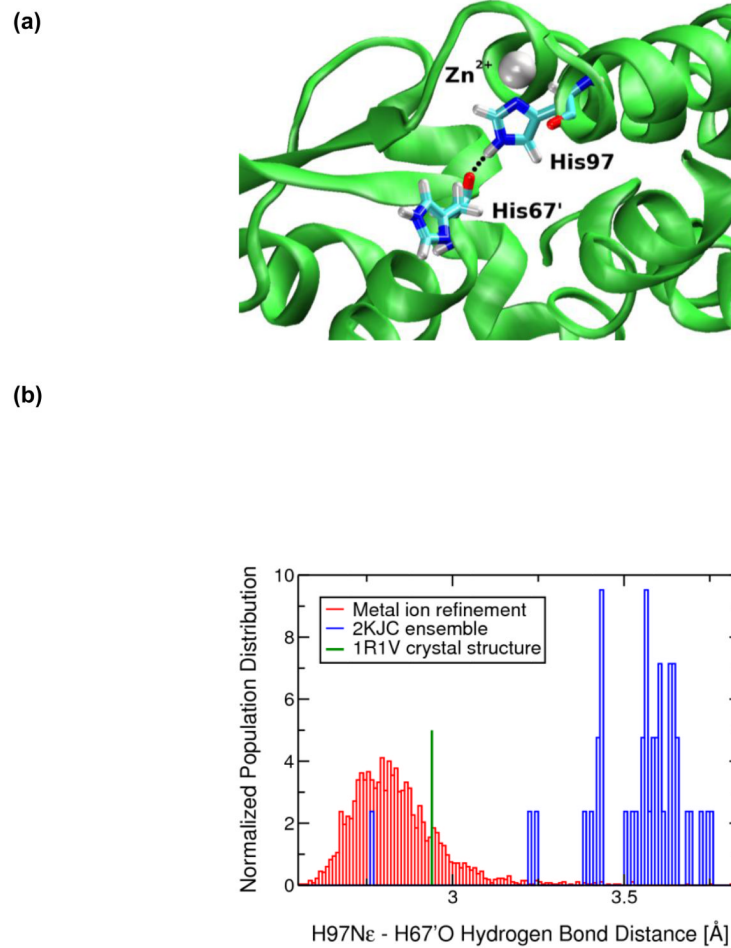 (a)
Zn²⁺
His97
His67'
(b)
10
8
6
4
2
0
Normalized Population Distribution
Metal ion refinement
2KJC ensemble
1R1V crystal structure
3
3.5
H97Nε - H67'O Hydrogen Bond Distance [Å]